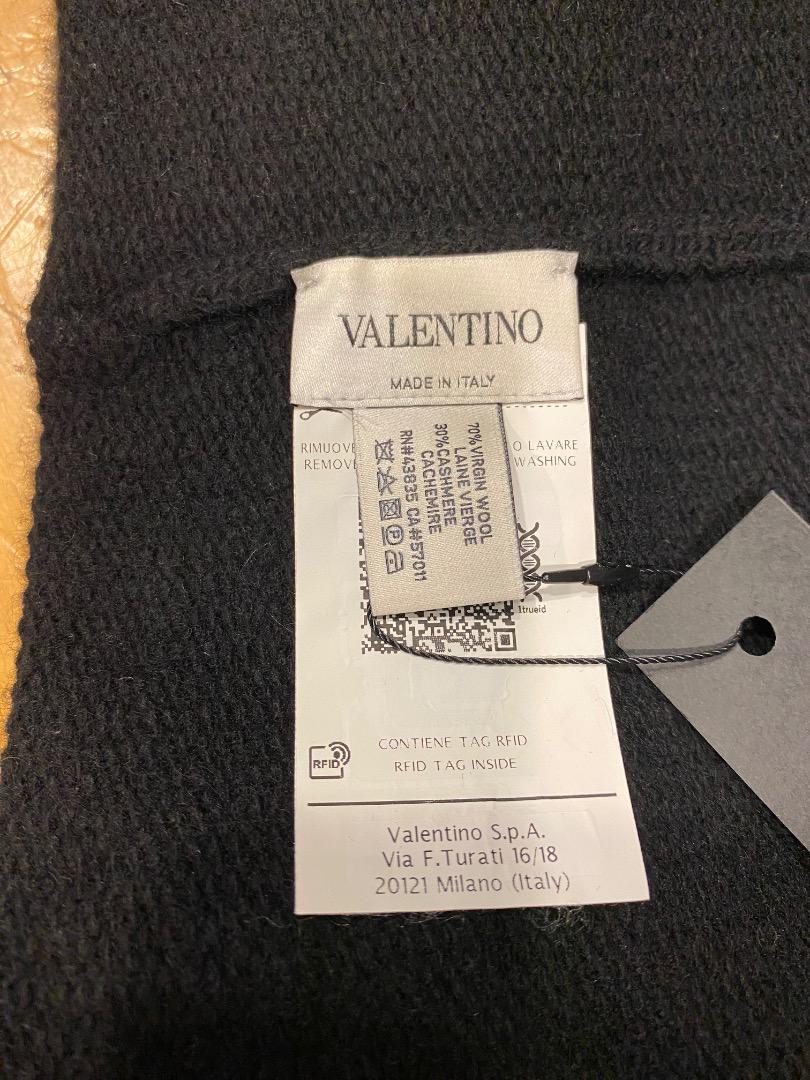 VALENTINO
MADE IN ITALY
70% VIRGIN WOOL
LAINE VIERGE
30% CASHMERE
CACHEMIRE
RN#43835 CA#57011
RIMUOVE O LAVARE
REMOVE WASHING
1trueid
RFID
CONTIENE TAG RFID
RFID TAG INSIDE
Valentino S.p.A.
Via F.Turati 16/18
20121 Milano (Italy)